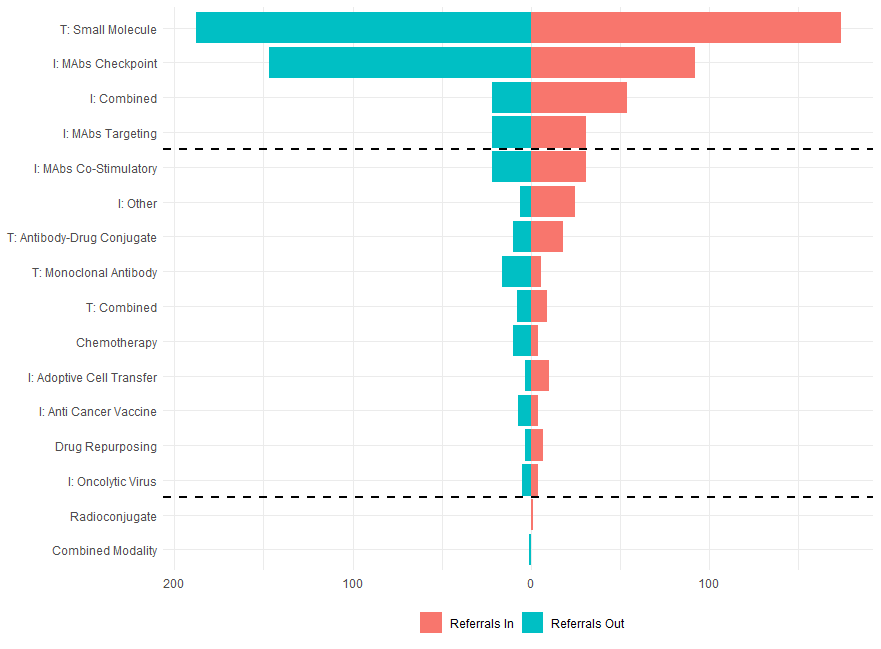 T: Small Molecule
I: MAbs Checkpoint
I: Combined
I: MAbs Targeting
I: MAbs Co-Stimulatory
I: Other
T: Antibody-Drug Conjugate
T: Monoclonal Antibody
T: Combined
Chemotherapy
I: Adoptive Cell Transfer
I: Anti Cancer Vaccine
Drug Repurposing
I: Oncolytic Virus
Radioconjugate
Combined Modality
200 100 0 100
Referrals In Referrals Out